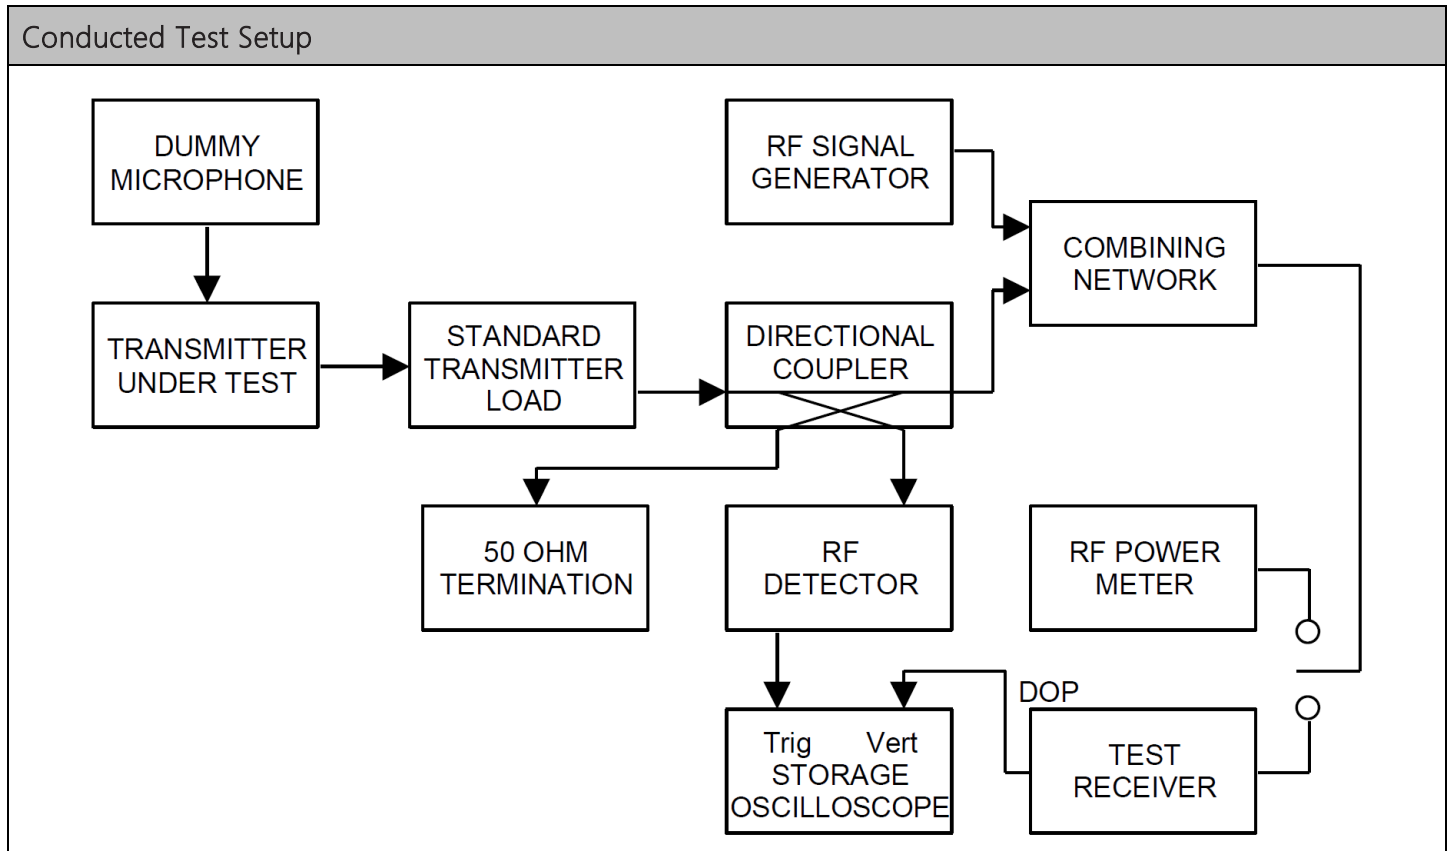 Conducted Test Setup
DUMMY
MICROPHONE
RF SIGNAL
GENERATOR
COMBINING
NETWORK
TRANSMITTER
UNDER TEST
STANDARD
TRANSMITTER
LOAD
DIRECTIONAL
COUPLER
50 OHM
TERMINATION
RF
DETECTOR
RF POWER
METER
DOP
Trig Vert
STORAGE
OSCILLOSCOPE
TEST
RECEIVER